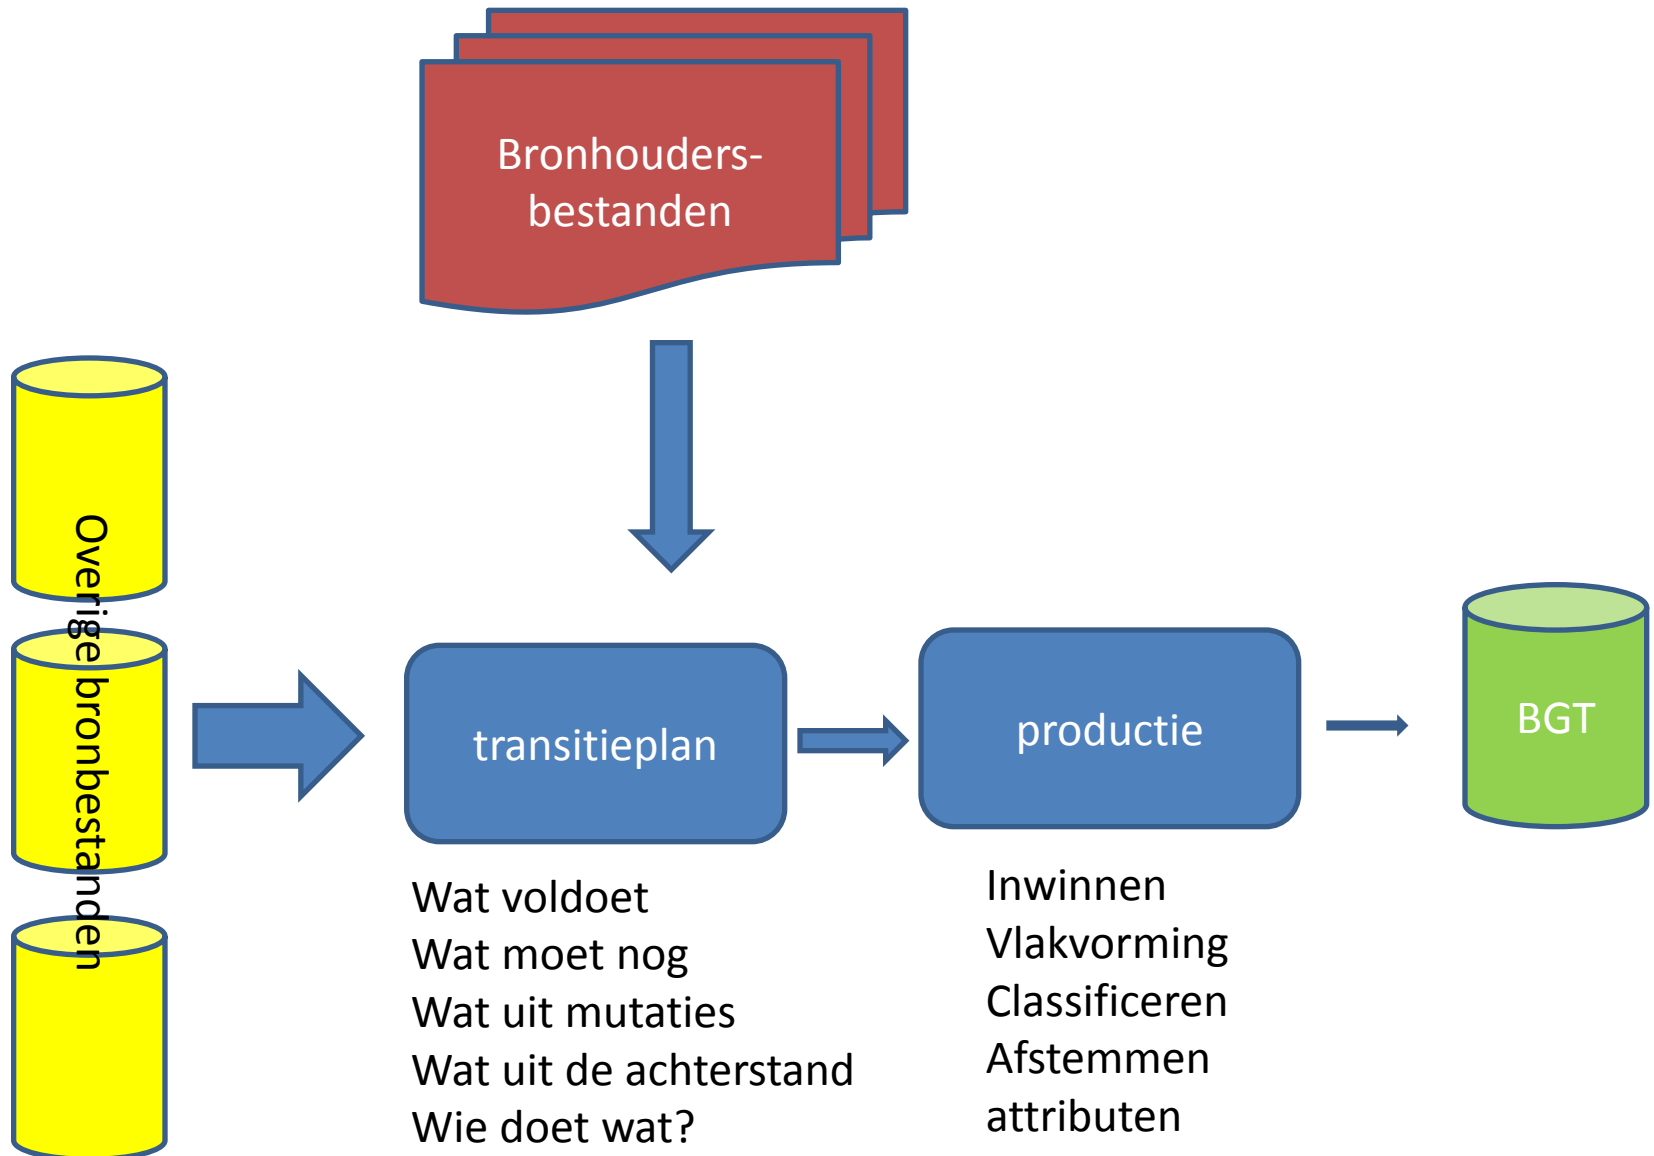 Bronhouders-
bestanden
Overige bronbestanden
transitieplan
productie
BGT
Wat voldoet
Wat moet nog
Wat uit mutaties
Wat uit de achterstand
Wie doet wat?
Inwinnen
Vlakvorming
Classificeren
Afstemmen
attributen